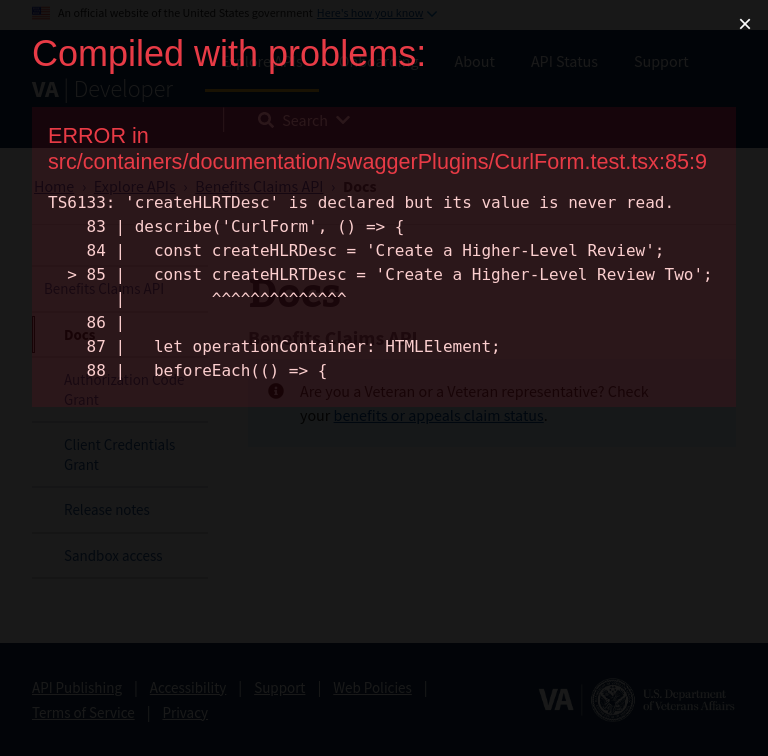 An official website of the United States government Here's how you know
×
Compiled with problems:
About API Status Support
VA | Developer
Search
ERROR in
src/containers/documentation/swaggerPlugins/CurlForm.test.tsx:85:9
Home › Explore APIs › Benefits Claims API › Docs
TS6133: 'createHLRTDesc' is declared but its value is never read.
83 | describe('CurlForm', () => {
84 |   const createHLRDesc = 'Create a Higher-Level Review';
> 85 |   const createHLRTDesc = 'Create a Higher-Level Review Two';
|         ^^^^^^^^^^^^^^
Benefits Claims API
Docs
86 |
Docs
Benefits Claims API
87 |   let operationContainer: HTMLElement;
88 |   beforeEach(() => {
Authorization Code
Grant
Are you a Veteran or a Veteran representative? Check
your benefits or appeals claim status.
Client Credentials
Grant
Release notes
Sandbox access
API Publishing | Accessibility | Support | Web Policies |
Terms of Service | Privacy
VA | U.S. Department
of Veterans Affairs